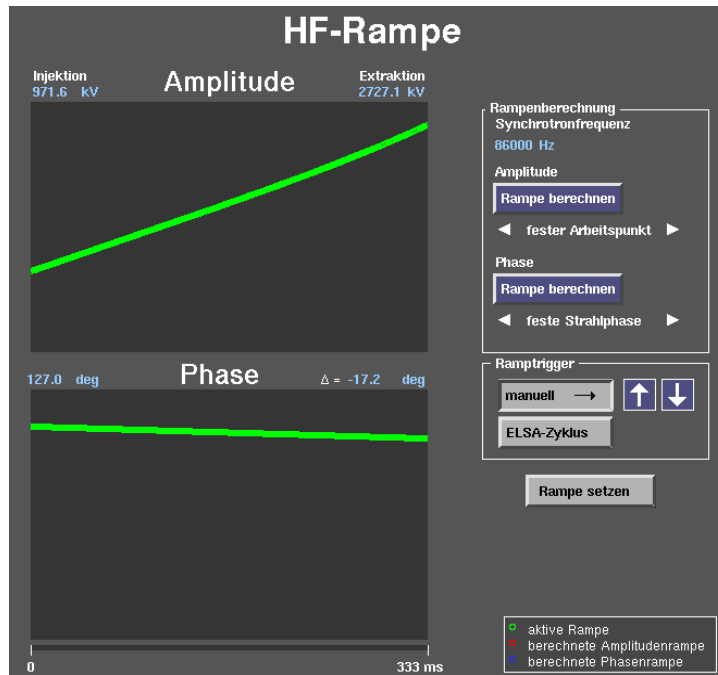 HF-Rampe
Injektion
971.6 kV
Amplitude
Extraktion
2727.1 kV
127.0 deg
Phase
Δ = -17.2 deg
0
333 ms
Rampenberechnung
Synchrotronfrequenz
86000 Hz
Amplitude
Rampe berechnen
fester Arbeitspunkt
Phase
Rampe berechnen
feste Strahlphase
Ramptrigger
manuell →
ELSA-Zyklus
Rampe setzen
aktive Rampe
berechnete Amplitudenrampe
berechnete Phasenrampe